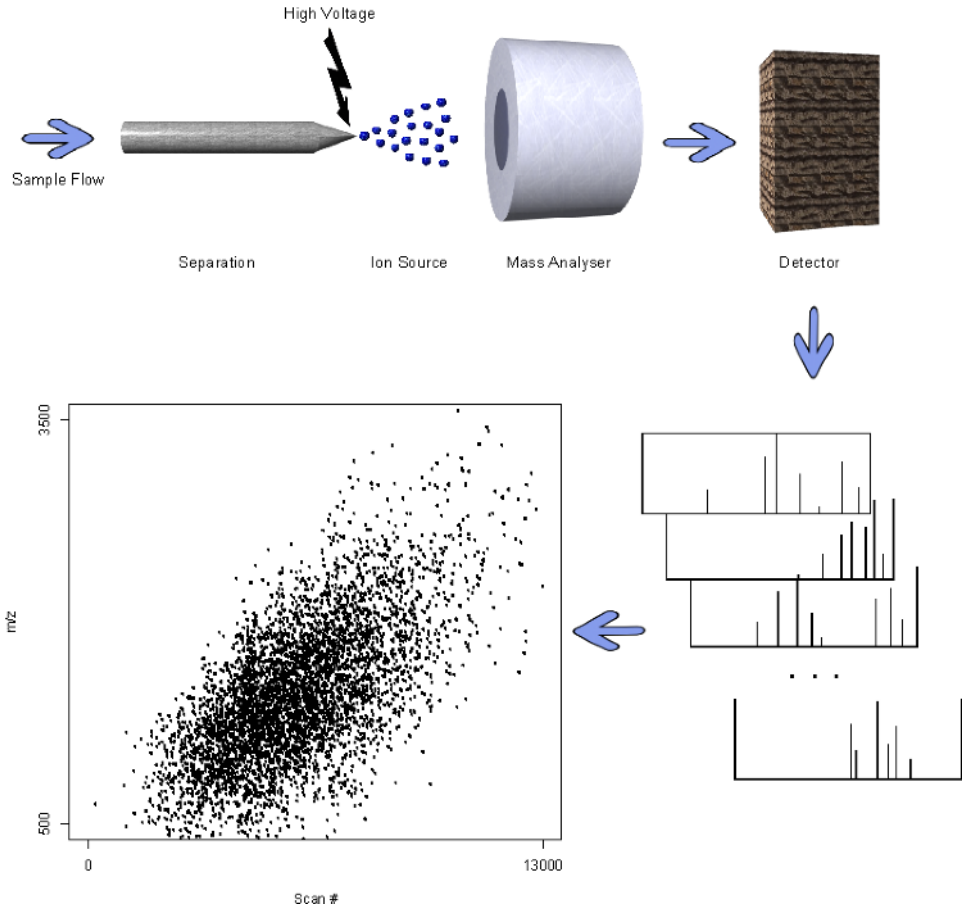 High Voltage
Sample Flow
Separation
Ion Source
Mass Analyser
Detector
3500
m/z
500
0
13000
Scan #